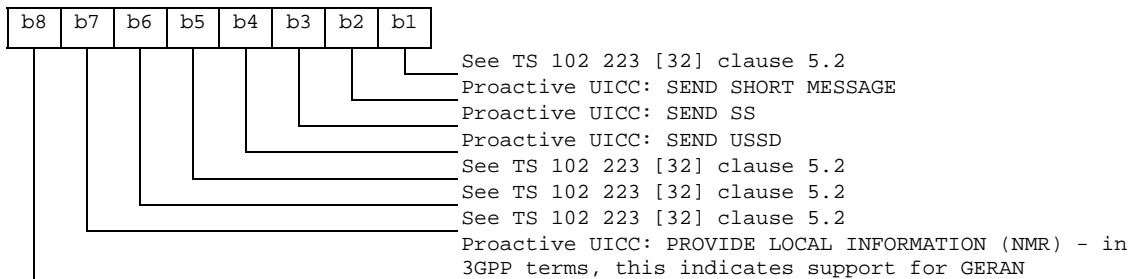 b8 b7 b6 b5 b4 b3 b2 b1
See TS 102 223 [32] clause 5.2
Proactive UICC: SEND SHORT MESSAGE
Proactive UICC: SEND SS
Proactive UICC: SEND USSD
See TS 102 223 [32] clause 5.2
See TS 102 223 [32] clause 5.2
See TS 102 223 [32] clause 5.2
Proactive UICC: PROVIDE LOCAL INFORMATION (NMR) - in
3GPP terms, this indicates support for GERAN